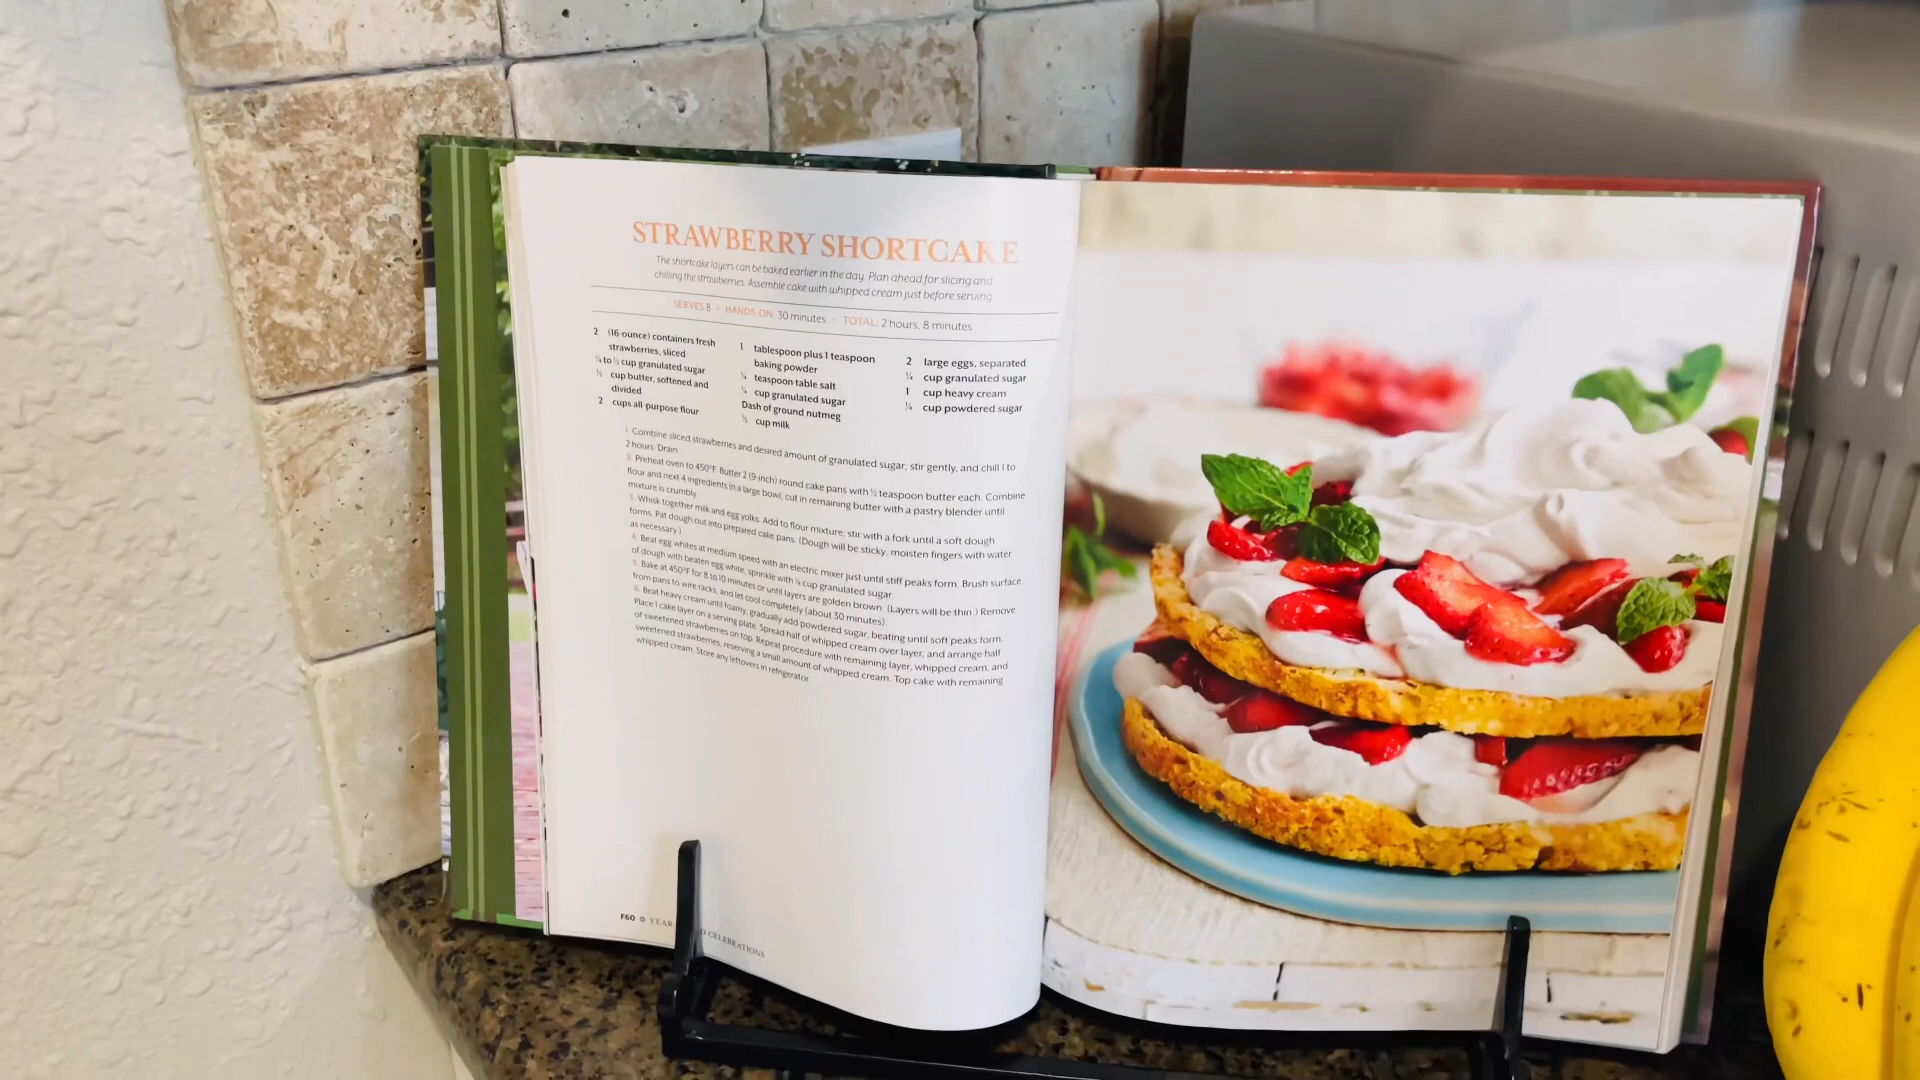 STRAWBERRY SHORTCAKE
The shortcake layers can be baked earlier in the day. Plan ahead for slicing and
chilling the strawberries. Assemble cake with whipped cream just before serving.
SERVES 8 · HANDS-ON 30 minutes · TOTAL: 2 hours, 8 minutes
2 (16-ounce) containers fresh
strawberries, sliced
¼ to ½ cup granulated sugar
½ cup butter, softened and
divided
2 cups all-purpose flour
1 tablespoon plus 1 teaspoon
baking powder
¼ teaspoon table salt
¼ cup granulated sugar
Dash of ground nutmeg
cup milk
2 large eggs, separated
¼ cup granulated sugar
1 cup heavy cream
¼ cup powdered sugar
1. Combine sliced strawberries and desired amount of granulated sugar; stir gently, and chill 1 to
2 hours. Drain.
2. Preheat oven to 450°F. Butter 2 (9-inch) round cake pans with ½ teaspoon butter each. Combine
flour and next 4 ingredients in a large bowl; cut in remaining butter with a pastry blender until
mixture is crumbly.
3. Whisk together milk and egg yolks. Add to flour mixture; stir with a fork until a soft dough
forms. Pat dough out into prepared cake pans. (Dough will be sticky; moisten fingers with water
as necessary.)
4. Beat egg whites at medium speed with an electric mixer just until stiff peaks form. Brush surface
of dough with beaten egg white; sprinkle with ¼ cup granulated sugar.
5. Bake at 450°F for 8 to 10 minutes or until layers are golden brown. (Layers will be thin.) Remove
from pans to wire racks, and let cool completely (about 30 minutes).
6. Beat heavy cream until foamy; gradually add powdered sugar, beating until soft peaks form.
Place 1 cake layer on a serving plate. Spread half of whipped cream over layer, and arrange half
of sweetened strawberries on top. Repeat procedure with remaining layer, whipped cream, and
sweetened strawberries, reserving a small amount of whipped cream. Top cake with remaining
whipped cream. Store any leftovers in refrigerator.
F60 YEAR D CELEBRATIONS